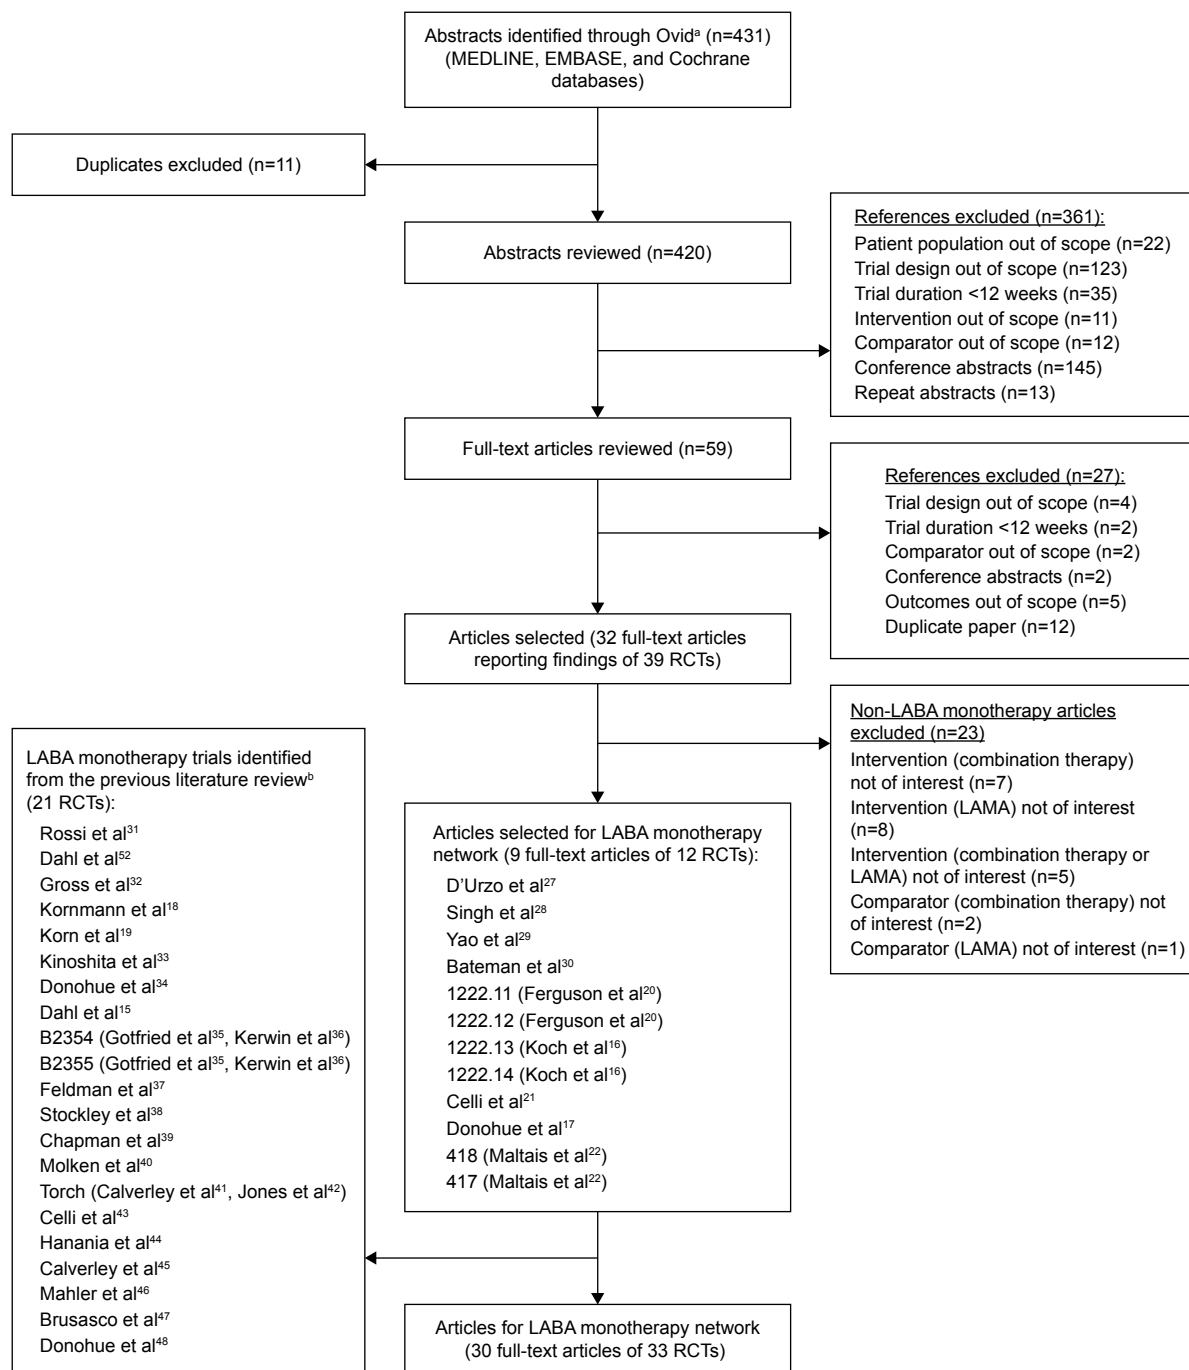 Abstracts identified through Ovidᵃ (n=431)
(MEDLINE, EMBASE, and Cochrane
databases)
Duplicates excluded (n=11)
Abstracts reviewed (n=420)
References excluded (n=361):
Patient population out of scope (n=22)
Trial design out of scope (n=123)
Trial duration <12 weeks (n=35)
Intervention out of scope (n=11)
Comparator out of scope (n=12)
Conference abstracts (n=145)
Repeat abstracts (n=13)
Full-text articles reviewed (n=59)
References excluded (n=27):
Trial design out of scope (n=4)
Trial duration <12 weeks (n=2)
Comparator out of scope (n=2)
Conference abstracts (n=2)
Outcomes out of scope (n=5)
Duplicate paper (n=12)
Articles selected (32 full-text articles
reporting findings of 39 RCTs)
Non-LABA monotherapy articles
excluded (n=23)
Intervention (combination therapy)
not of interest (n=7)
Intervention (LAMA) not of interest
(n=8)
Intervention (combination therapy or
LAMA) not of interest (n=5)
Comparator (combination therapy) not
of interest (n=2)
Comparator (LAMA) not of interest (n=1)
LABA monotherapy trials identified
from the previous literature reviewᵇ
(21 RCTs):
Rossi et al³¹
Dahl et al⁵²
Gross et al³²
Kornmann et al¹⁸
Korn et al¹⁹
Kinoshita et al³³
Donohue et al³⁴
Dahl et al¹⁵
B2354 (Gotfried et al³⁵, Kerwin et al³⁶)
B2355 (Gotfried et al³⁵, Kerwin et al³⁶)
Feldman et al³⁷
Stockley et al³⁸
Chapman et al³⁹
Molken et al⁴⁰
Torch (Calverley et al⁴¹, Jones et al⁴²)
Celli et al⁴³
Hanania et al⁴⁴
Calverley et al⁴⁵
Mahler et al⁴⁶
Brusasco et al⁴⁷
Donohue et al⁴⁸
Articles selected for LABA monotherapy
network (9 full-text articles of 12 RCTs):
D'Urzo et al²⁷
Singh et al²⁸
Yao et al²⁹
Bateman et al³⁰
1222.11 (Ferguson et al²⁰)
1222.12 (Ferguson et al²⁰)
1222.13 (Koch et al¹⁶)
1222.14 (Koch et al¹⁶)
Celli et al²¹
Donohue et al¹⁷
418 (Maltais et al²²)
417 (Maltais et al²²)
Articles for LABA monotherapy network
(30 full-text articles of 33 RCTs)